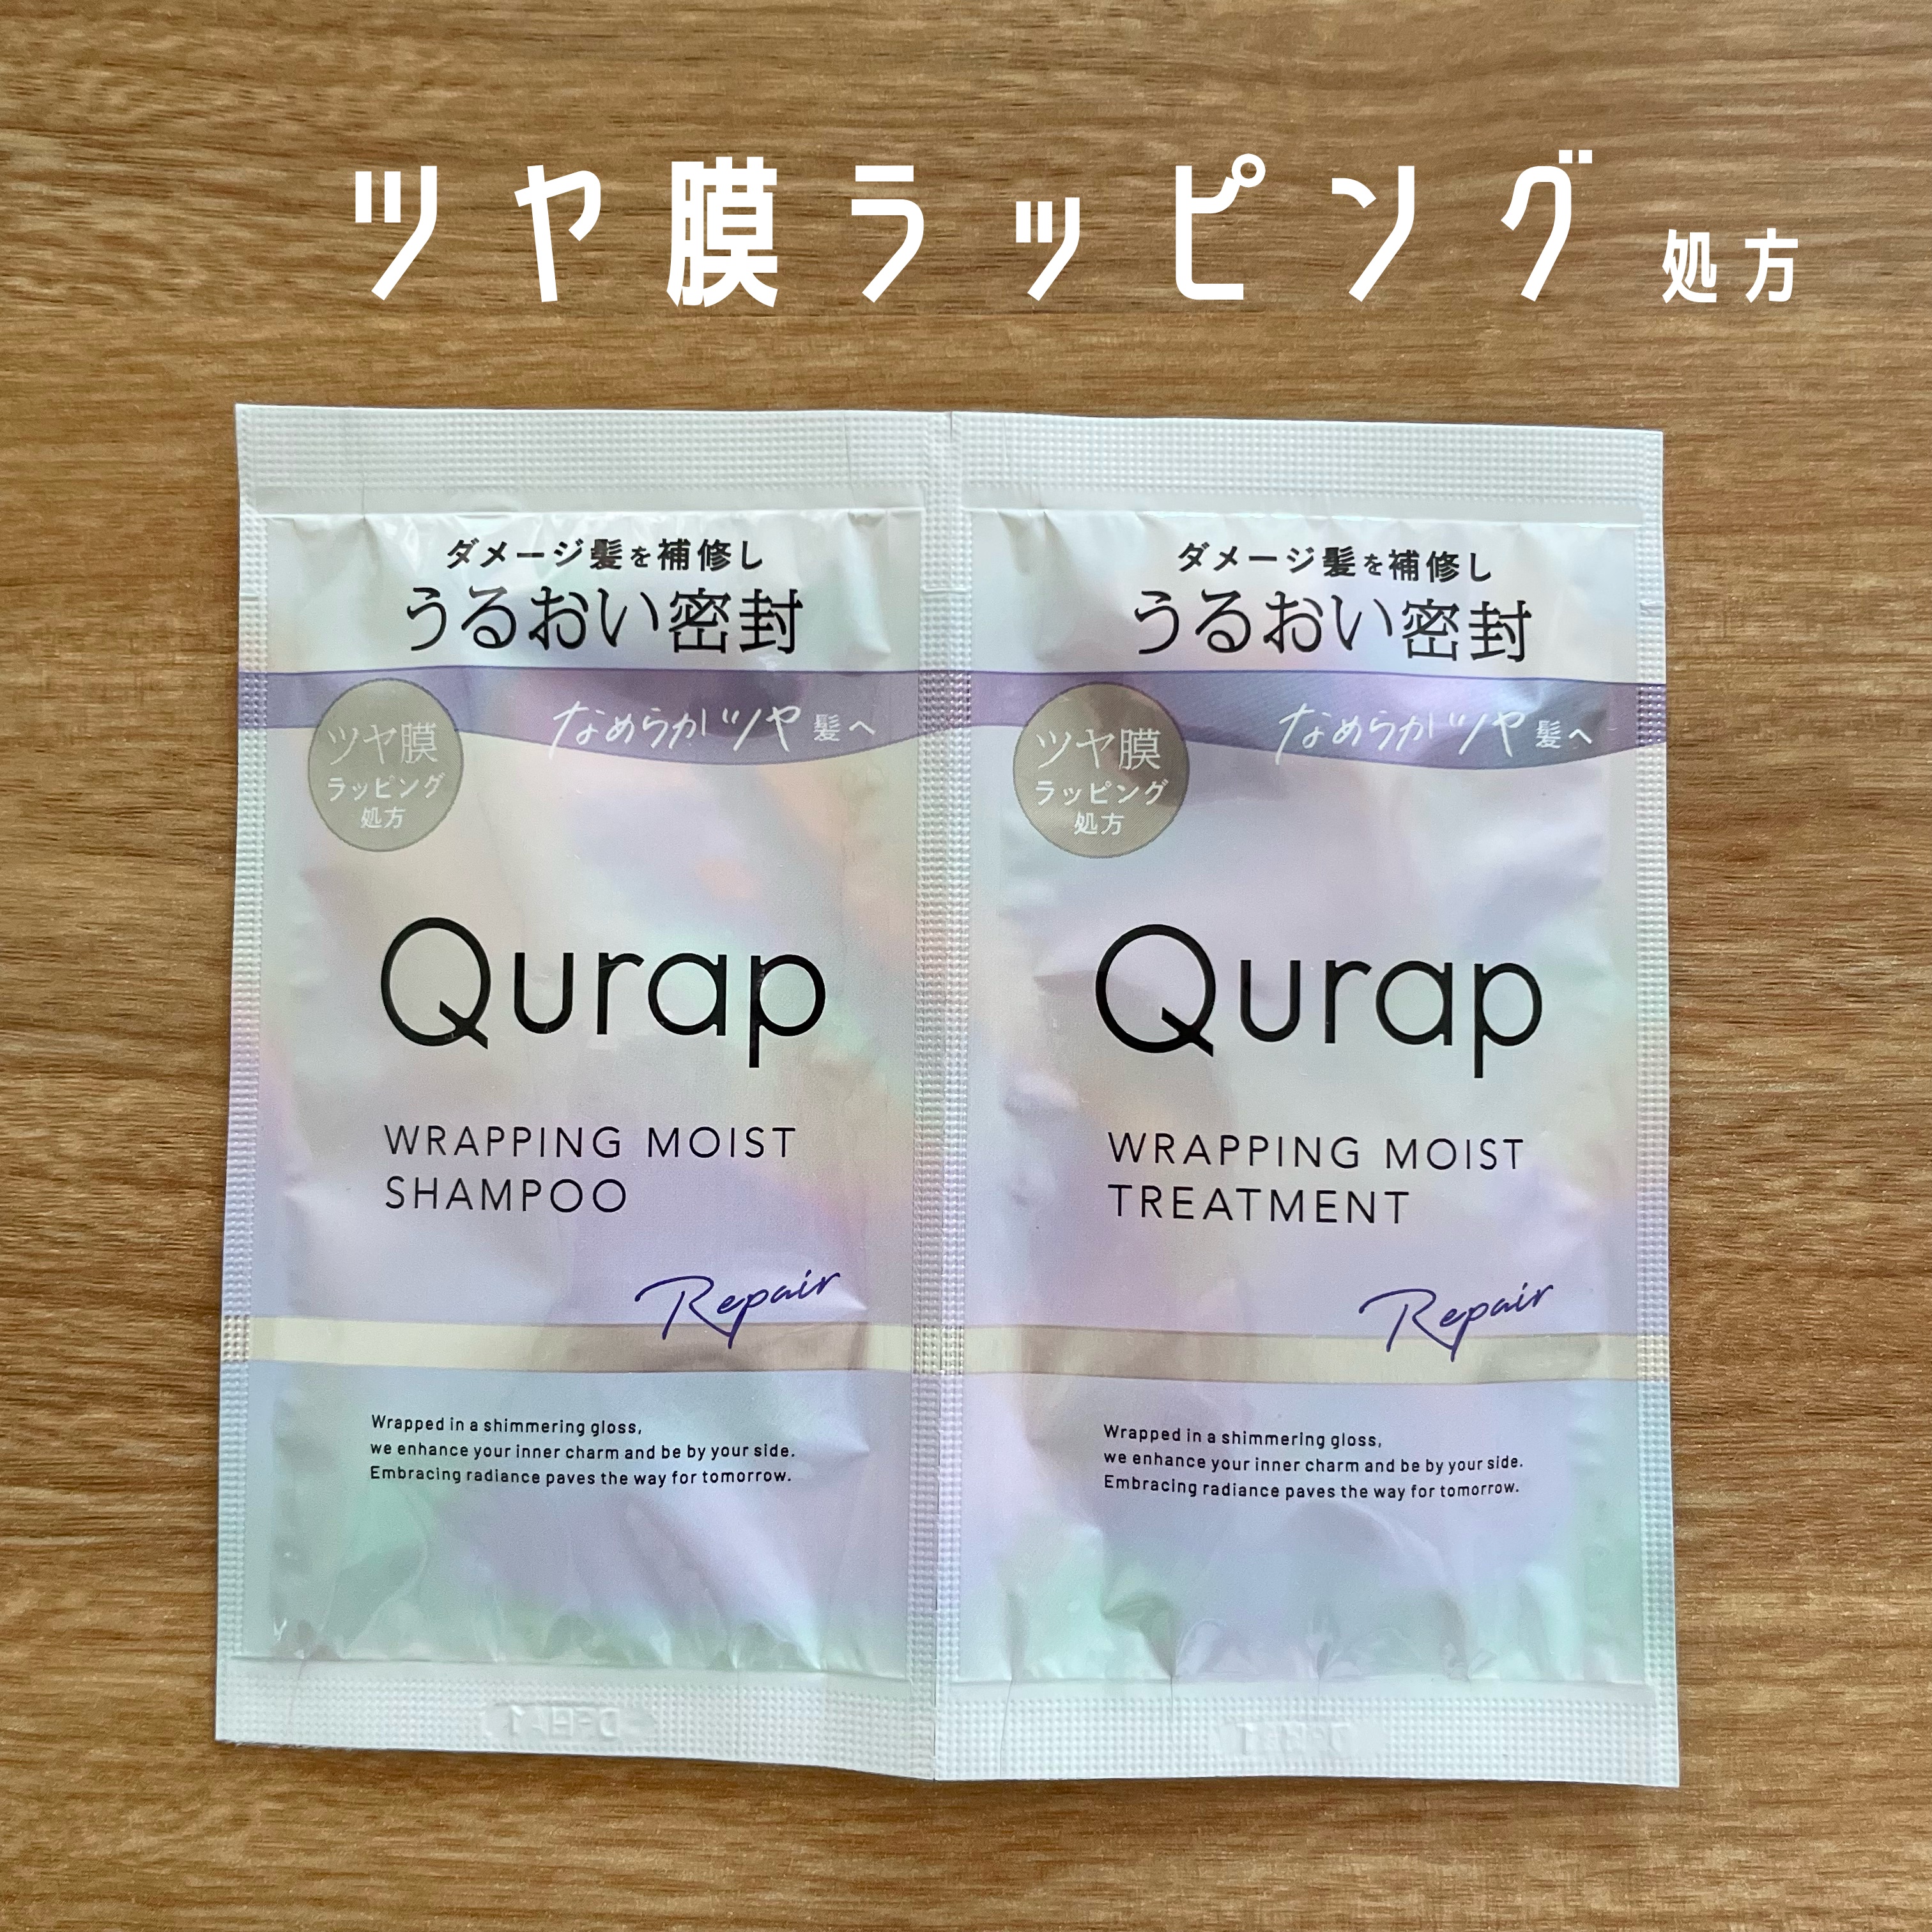 ツヤ膜ラッピング処方
ダメージ髪を補修し
うるおい密封
なめらかツヤ髪へ
ツヤ膜
ラッピング
処方
Qurap
WRAPPING MOIST
SHAMPOO
Repair
Wrapped in a shimmering gloss,
we enhance your inner charm and be by your side.
Embracing radiance paves the way for tomorrow.
ダメージ髪を補修し
うるおい密封
なめらかツヤ髪へ
ツヤ膜
ラッピング
処方
Qurap
WRAPPING MOIST
TREATMENT
Repair
Wrapped in a shimmering gloss,
we enhance your inner charm and be by your side.
Embracing radiance paves the way for tomorrow.